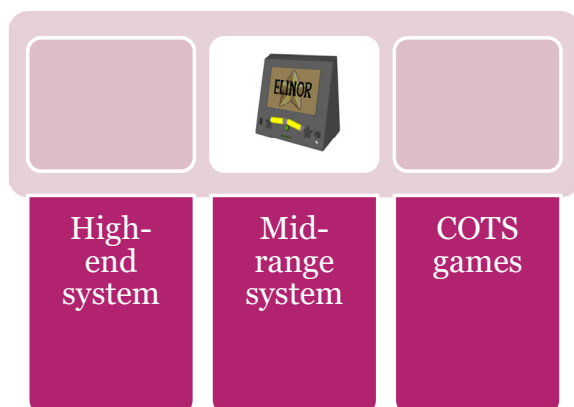 ELINOR
High-
end
system
Mid-
range
system
COTS
games